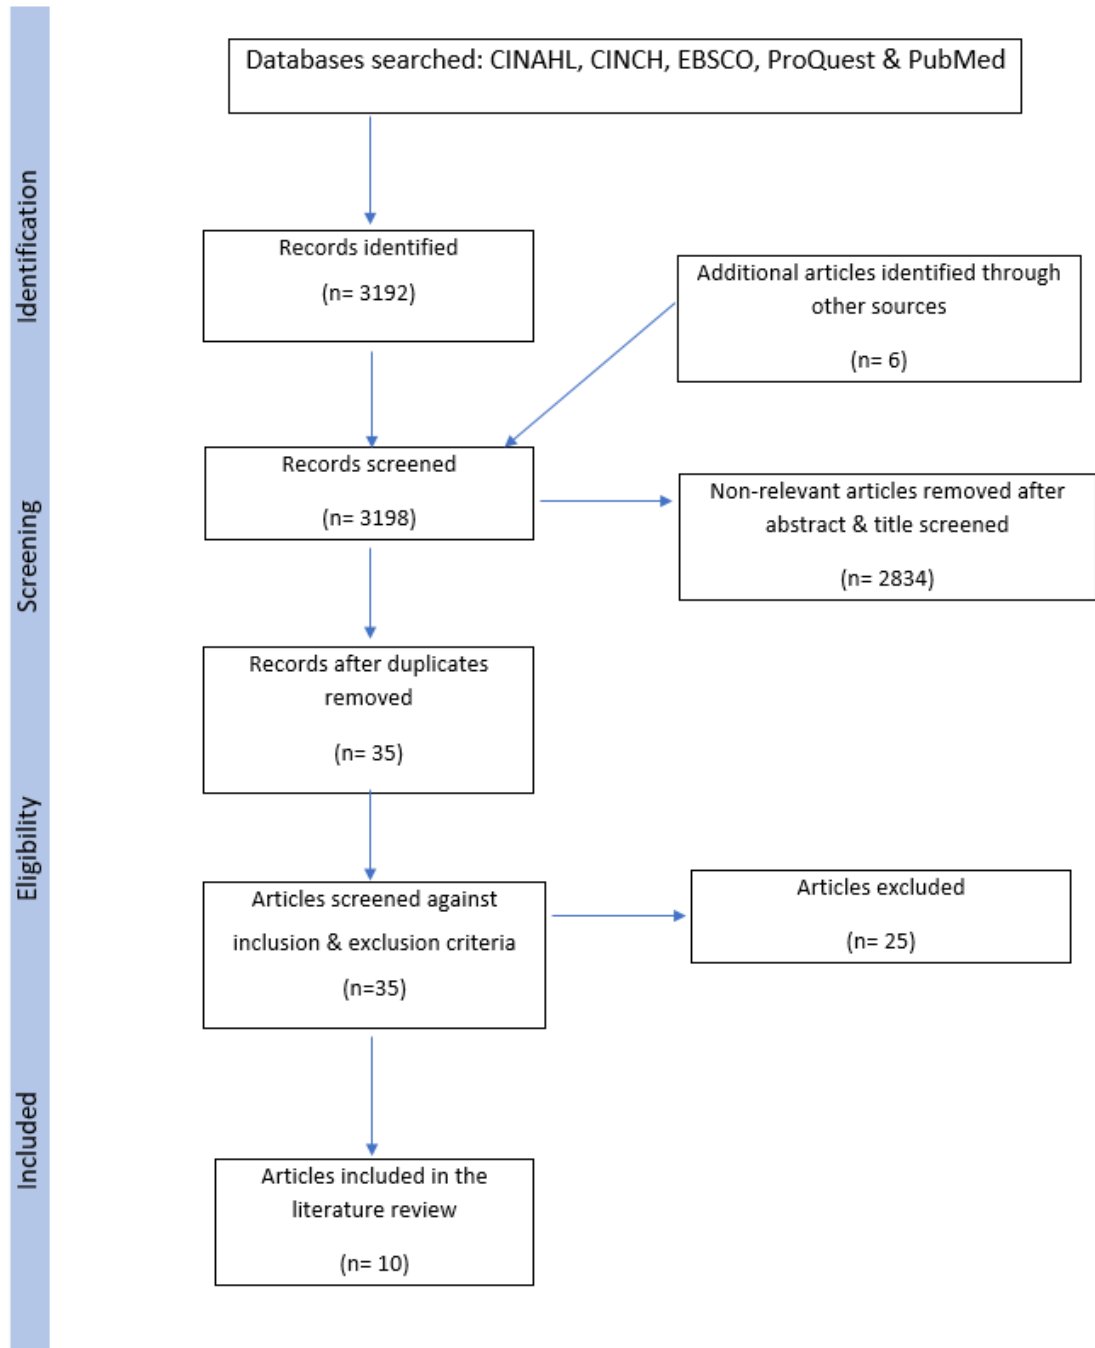 Databases searched: CINAHL, CINCH, EBSCO, ProQuest & PubMed
Identification
Records identified
(n= 3192)
Additional articles identified through
other sources
(n= 6)
Screening
Records screened
(n= 3198)
Non-relevant articles removed after
abstract & title screened
(n= 2834)
Records after duplicates
removed
(n= 35)
Eligibility
Articles screened against
inclusion & exclusion criteria
(n=35)
Articles excluded
(n= 25)
Included
Articles included in the
literature review
(n= 10)